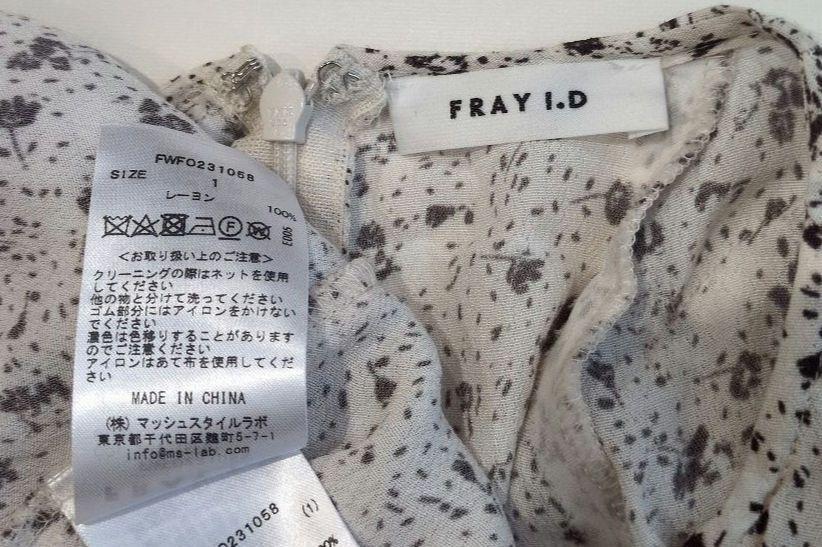 FRAY I.D
FWFO231058
SIZE 1
レーヨン
100%
E005
<お取り扱い上のご注意>
クリーニングの際はネットを使用
してください
他の物と分けて洗ってください
ゴム部分にはアイロンをかけない
でください
濃色は色移りすることがあります
のでご注意ください
アイロンはあて布を使用してくだ
さい
MADE IN CHINA
(株) マッシュスタイルラボ
東京都千代田区麹町5-7-1
info@ms-lab.com
0231058 (1)